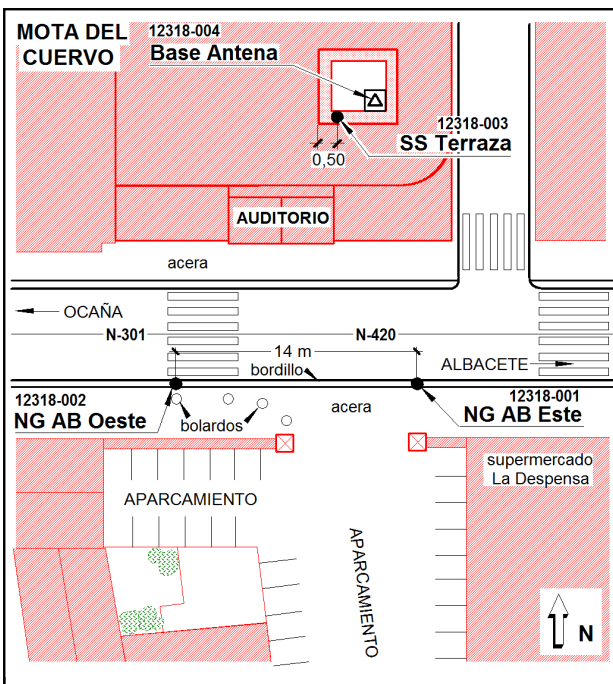 MOTA DEL
CUERVO
12318-004
Base Antena
12318-003
SS Terraza
0,50
AUDITORIO
acera
OCAÑA
N-301
N-420
14 m
ALBACETE
bordillo
12318-002
NG AB Oeste
bolardos
acera
12318-001
NG AB Este
supermercado
La Despensa
APARCAMIENTO
APARCAMIENTO
N